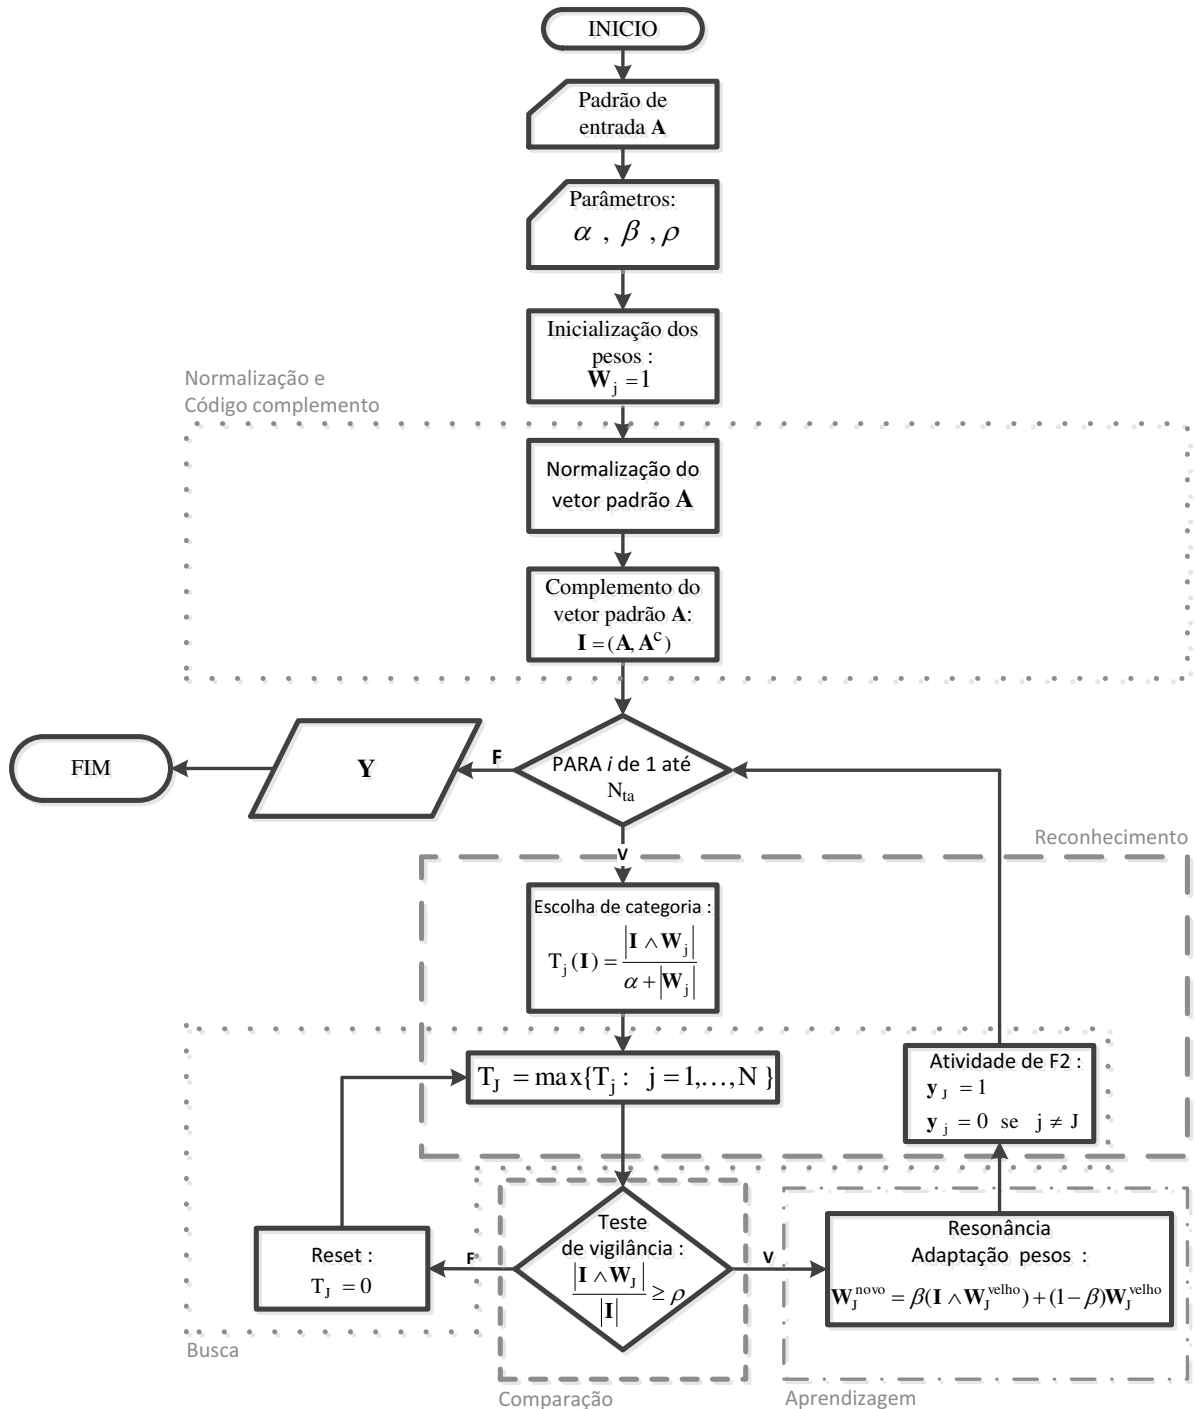 INICIO
Padrão de
entrada A
Parâmetros:
α , β , ρ
Inicialização dos
pesos :
W_j = 1
Normalização e
Código complemento
Normalização do
vetor padrão A
Complemento do
vetor padrão A:
I = (A, A^C)
PARA i de 1 até
N_ta
F
Y
FIM
V
Reconhecimento
Escolha de categoria :
T_j (I) = |I ∧ W_j| / (α + |W_j|)
T_J = max{T_j : j = 1,...,N }
Atividade de F2 :
y_J = 1
y_j = 0 se j ≠ J
Teste
de vigilância :
|I ∧ W_J| / |I| ≥ ρ
F
V
Reset :
T_J = 0
Resonância
Adaptação pesos :
W_J^novo = β(I ∧ W_J^velho) + (1 − β)W_J^velho
Busca
Comparação
Aprendizagem